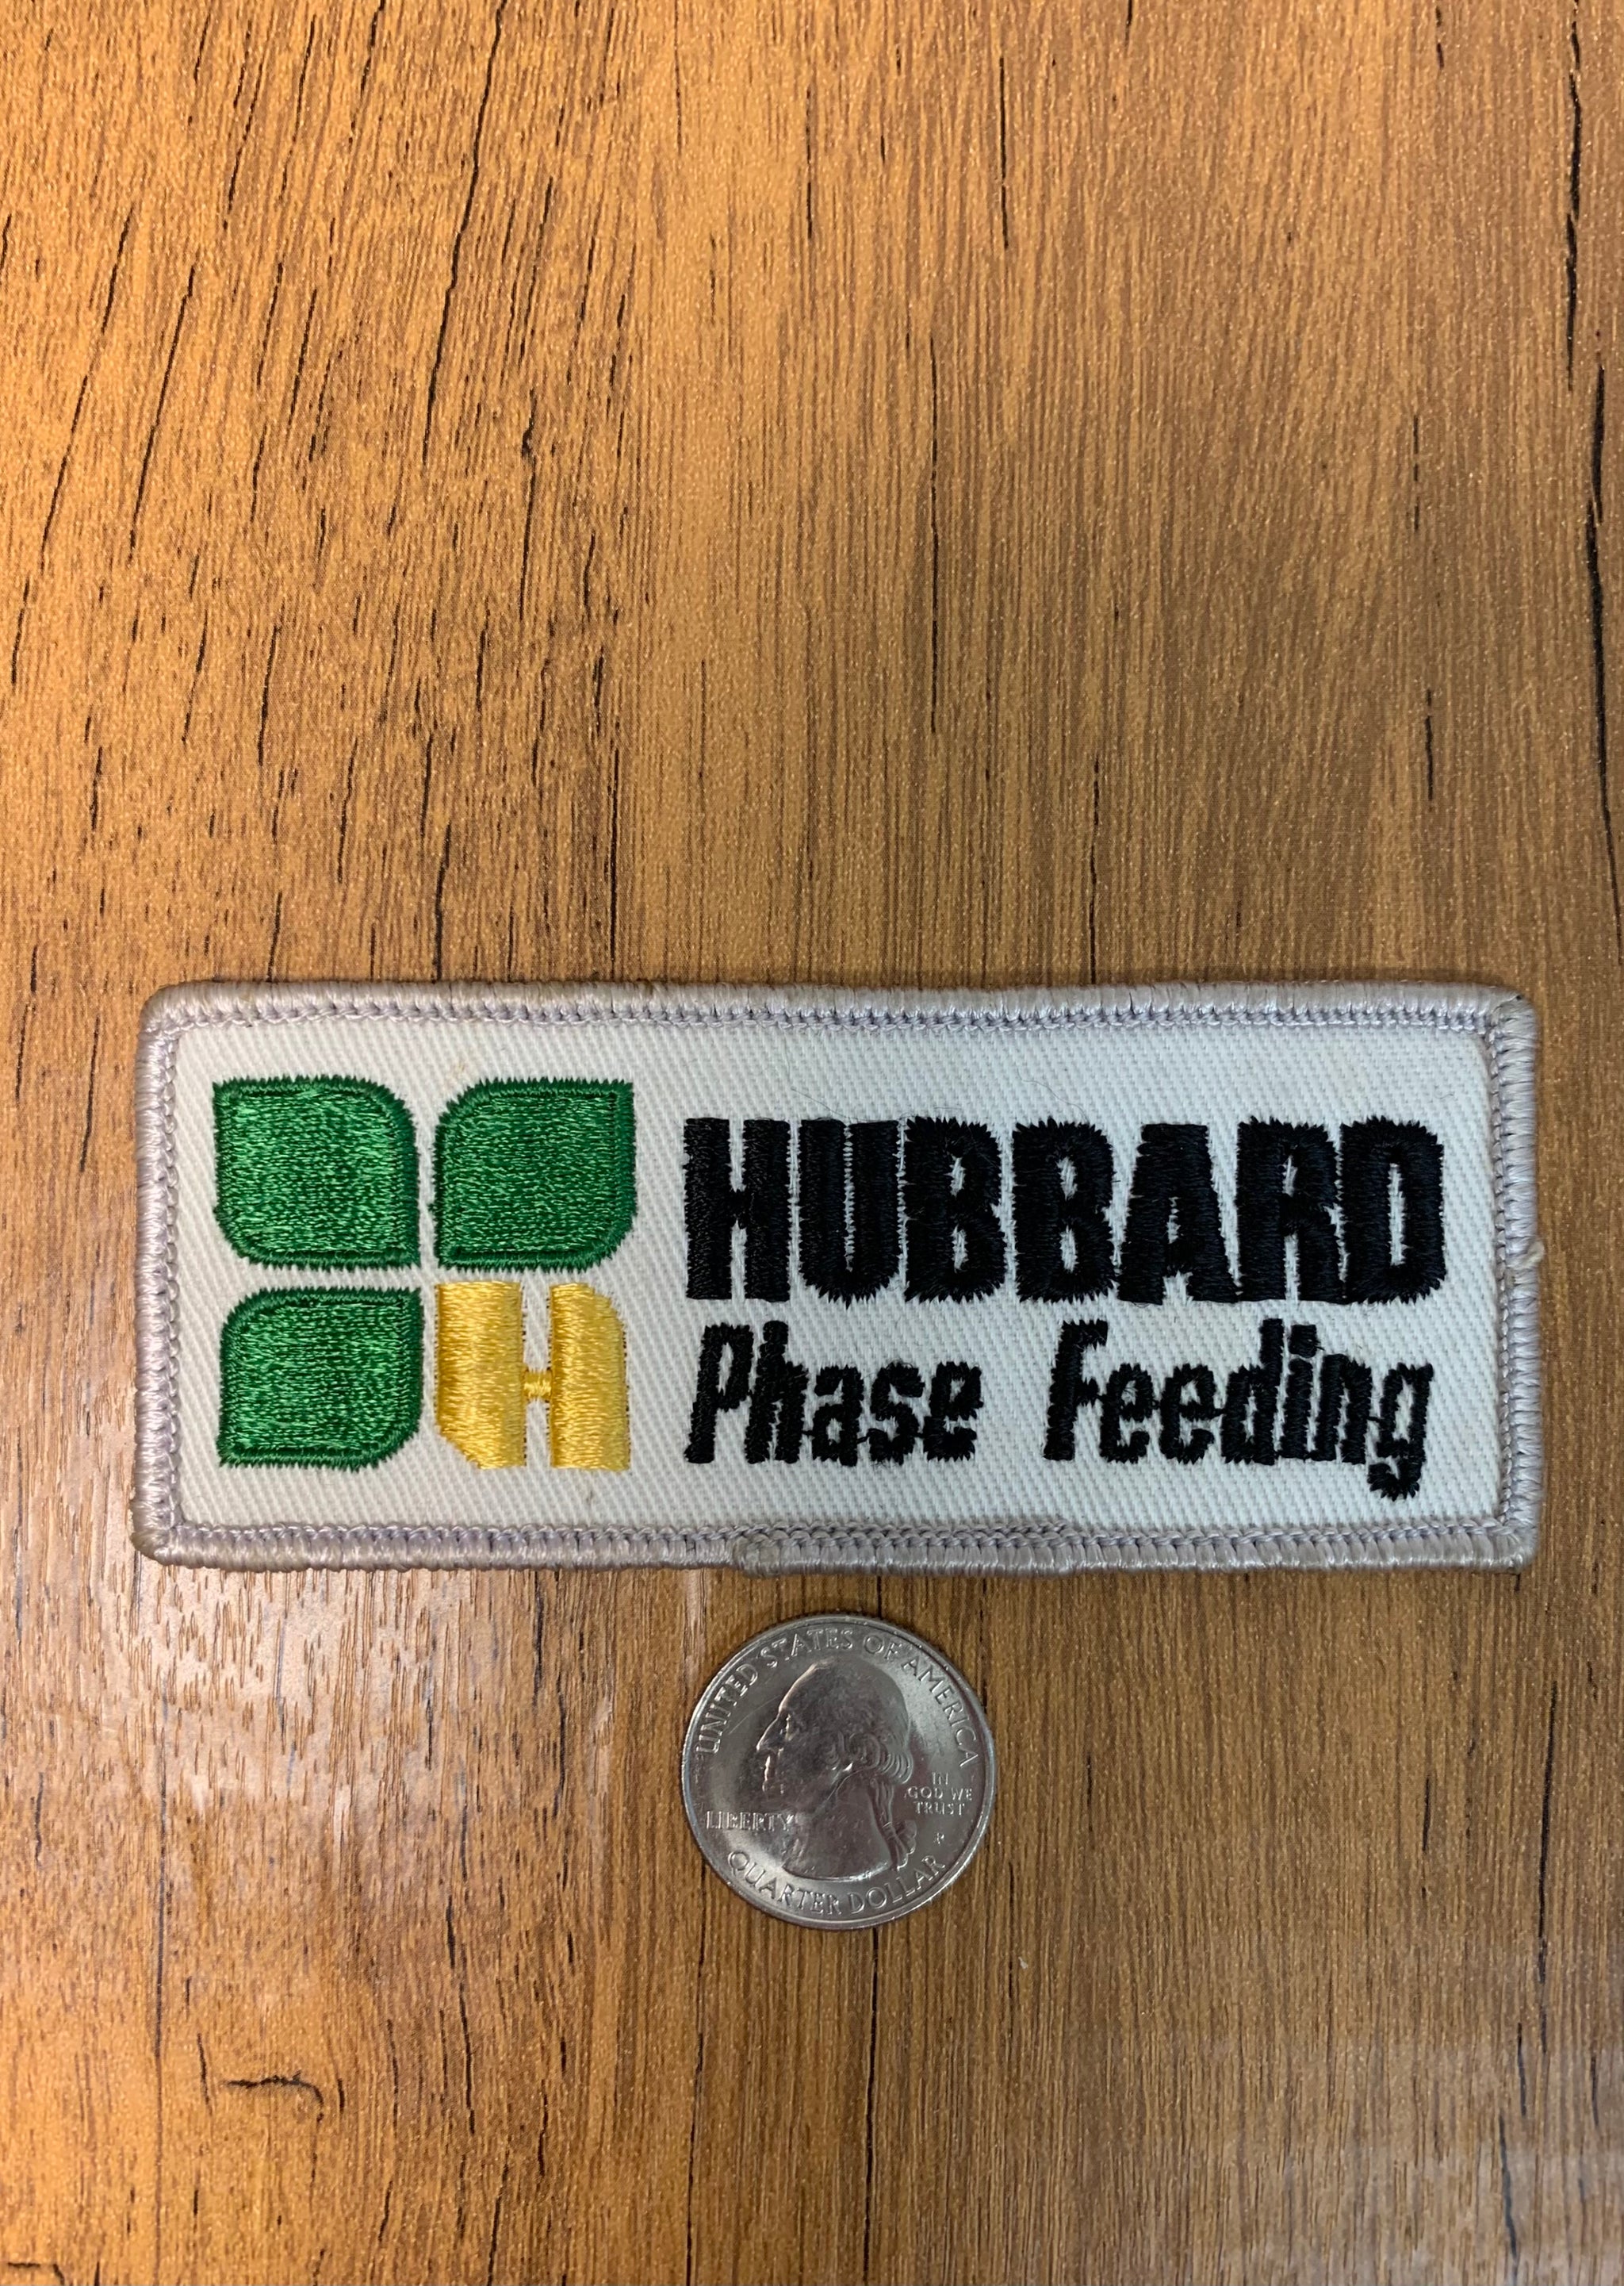 H
HUBBARD
Phase Feeding
UNITED STATES OF AMERICA
IN
GOD WE
TRUST
LIBERTY
QUARTER DOLLAR